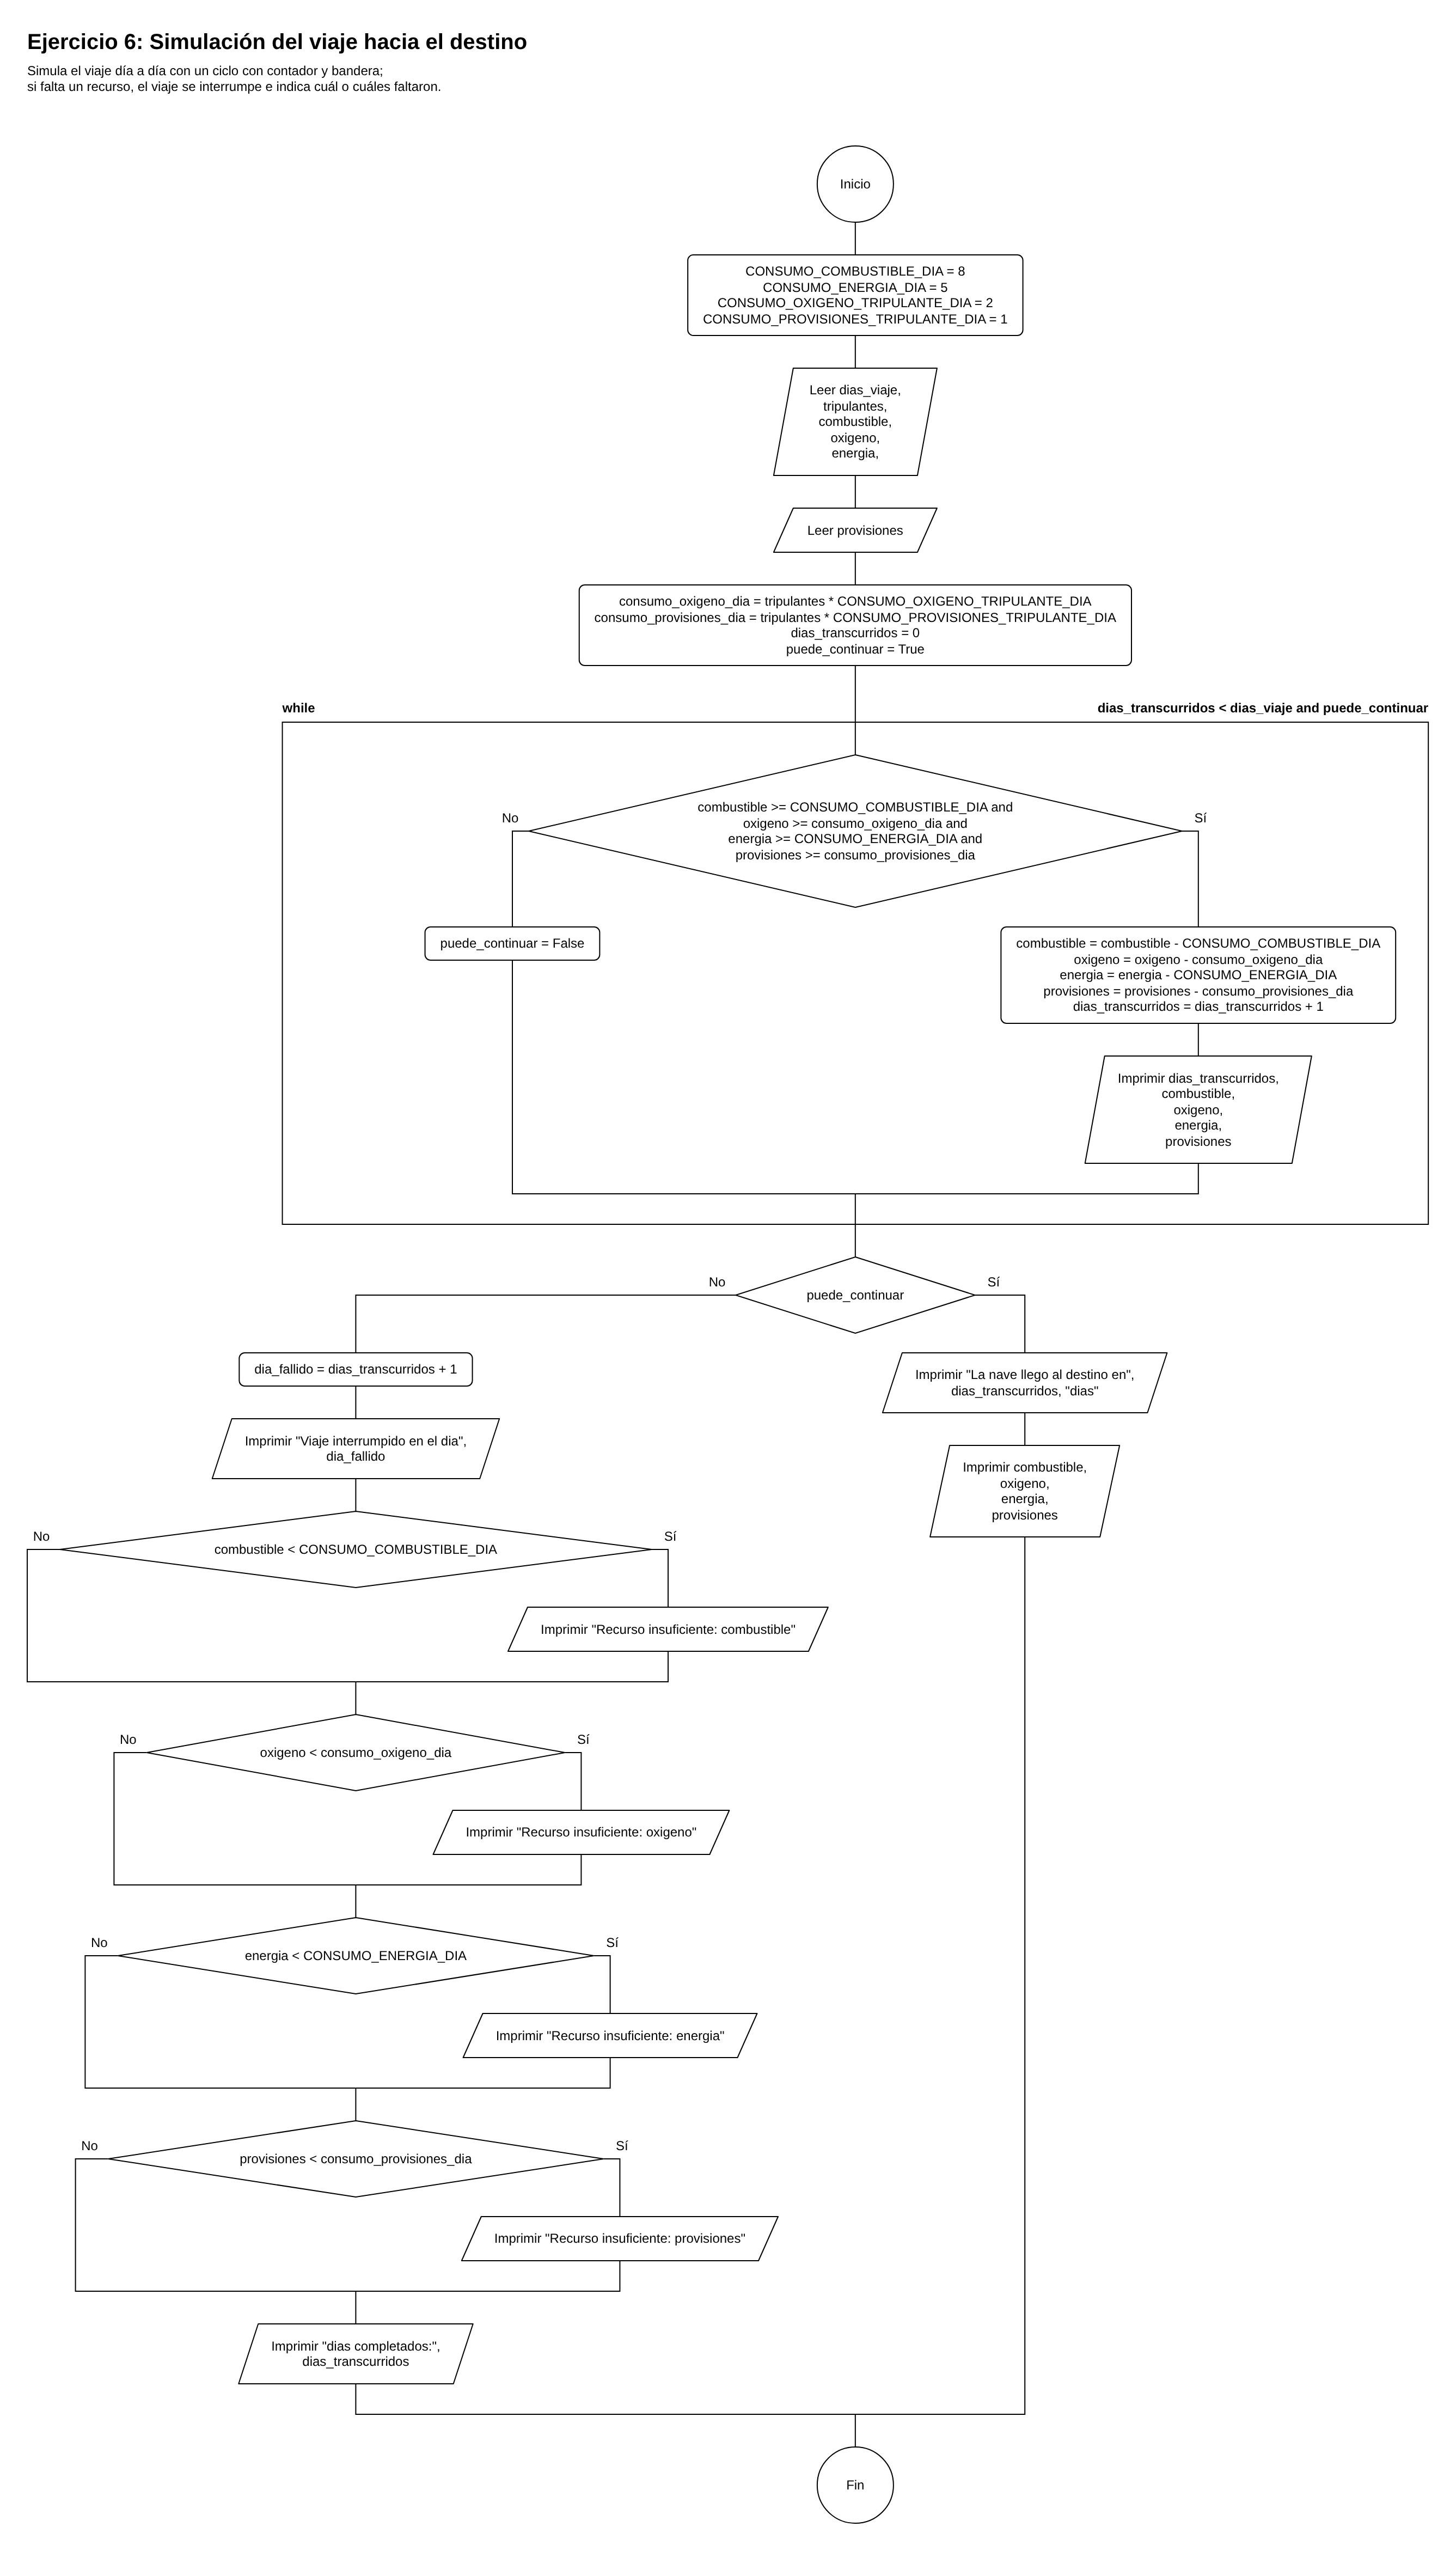 Ejercicio 6: Simulación del viaje hacia el destino
Simula el viaje día a día con un ciclo con contador y bandera;
si falta un recurso, el viaje se interrumpe e indica cuál o cuáles faltaron.
Inicio
CONSUMO_COMBUSTIBLE_DIA = 8
CONSUMO_ENERGIA_DIA = 5
CONSUMO_OXIGENO_TRIPULANTE_DIA = 2
CONSUMO_PROVISIONES_TRIPULANTE_DIA = 1
Leer dias_viaje,
tripulantes,
combustible,
oxigeno,
energia,
Leer provisiones
consumo_oxigeno_dia = tripulantes * CONSUMO_OXIGENO_TRIPULANTE_DIA
consumo_provisiones_dia = tripulantes * CONSUMO_PROVISIONES_TRIPULANTE_DIA
dias_transcurridos = 0
puede_continuar = True
while
dias_transcurridos < dias_viaje and puede_continuar
combustible >= CONSUMO_COMBUSTIBLE_DIA and
oxigeno >= consumo_oxigeno_dia and
energia >= CONSUMO_ENERGIA_DIA and
provisiones >= consumo_provisiones_dia
No
Sí
puede_continuar = False
combustible = combustible - CONSUMO_COMBUSTIBLE_DIA
oxigeno = oxigeno - consumo_oxigeno_dia
energia = energia - CONSUMO_ENERGIA_DIA
provisiones = provisiones - consumo_provisiones_dia
dias_transcurridos = dias_transcurridos + 1
Imprimir dias_transcurridos,
combustible,
oxigeno,
energia,
provisiones
No
Sí
puede_continuar
dia_fallido = dias_transcurridos + 1
Imprimir "La nave llego al destino en",
dias_transcurridos, "dias"
Imprimir "Viaje interrumpido en el dia",
dia_fallido
Imprimir combustible,
oxigeno,
energia,
provisiones
No
Sí
combustible < CONSUMO_COMBUSTIBLE_DIA
Imprimir "Recurso insuficiente: combustible"
No
Sí
oxigeno < consumo_oxigeno_dia
Imprimir "Recurso insuficiente: oxigeno"
No
Sí
energia < CONSUMO_ENERGIA_DIA
Imprimir "Recurso insuficiente: energia"
No
Sí
provisiones < consumo_provisiones_dia
Imprimir "Recurso insuficiente: provisiones"
Imprimir "dias completados:",
dias_transcurridos
Fin